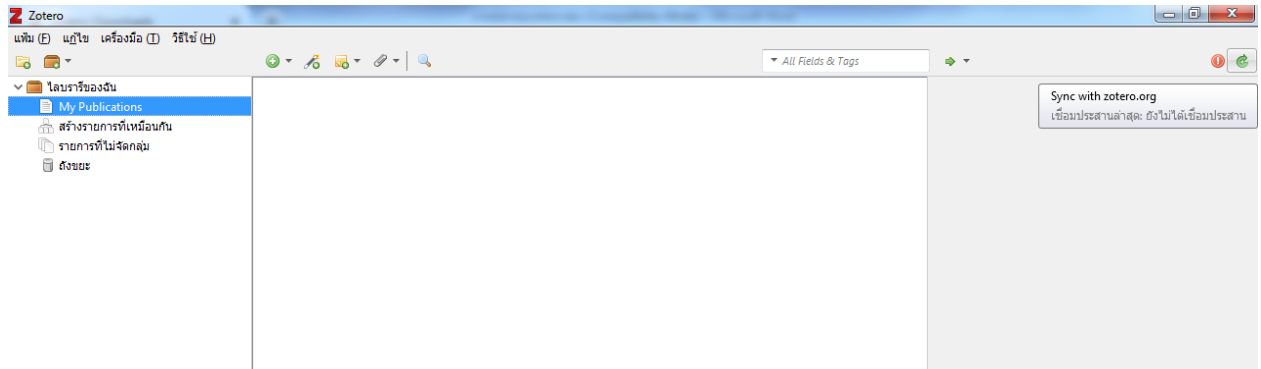 Zotero
แฟ้ม (F) แก้ไข เครื่องมือ (T) วิธีใช้ (H)
All Fields & Tags
ไลบรารีของฉัน
My Publications
สร้างรายการที่เหมือนกัน
รายการที่ไม่จัดกลุ่ม
ถังขยะ
Sync with zotero.org
เชื่อมประสานล่าสุด: ยังไม่ได้เชื่อมประสาน